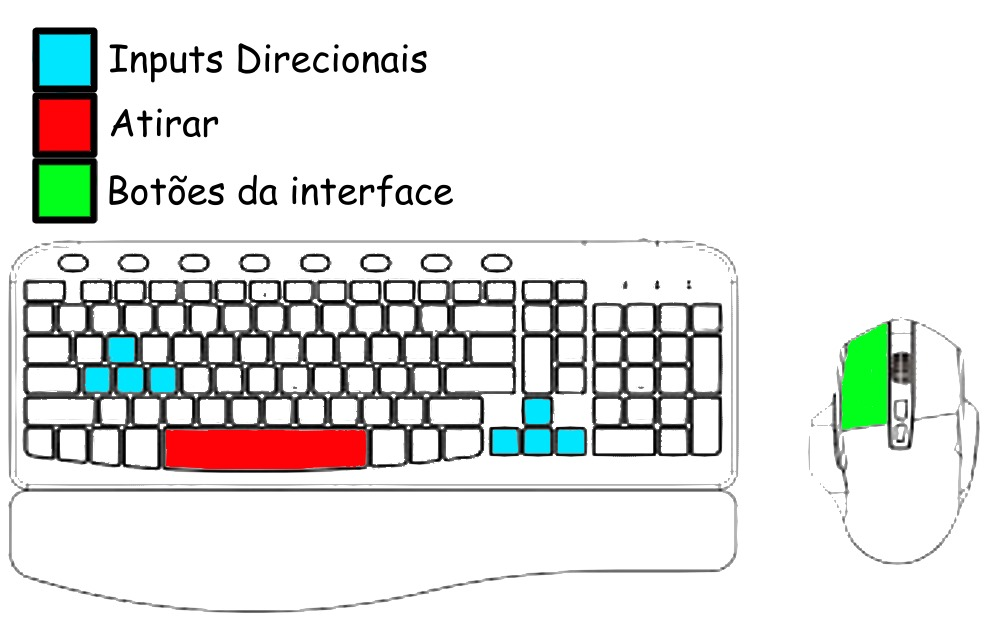 Inputs Direcionais
Atirar
Botões da interface